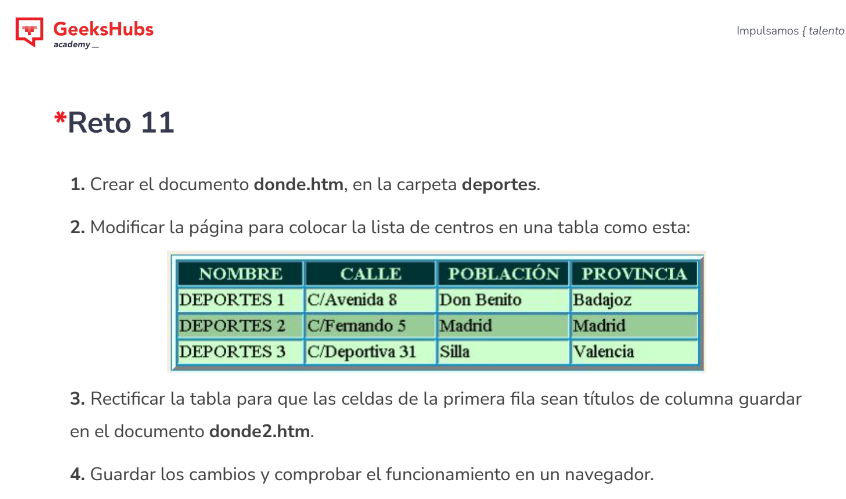 GeeksHubs
academy_
Impulsamos { talento
*Reto 11
1. Crear el documento donde.htm, en la carpeta deportes.
2. Modificar la página para colocar la lista de centros en una tabla como esta:
NOMBRE CALLE POBLACIÓN PROVINCIA
DEPORTES 1 C/Avenida 8 Don Benito Badajoz
DEPORTES 2 C/Fernando 5 Madrid Madrid
DEPORTES 3 C/Deportiva 31 Silla Valencia
3. Rectificar la tabla para que las celdas de la primera fila sean títulos de columna guardar
en el documento donde2.htm.
4. Guardar los cambios y comprobar el funcionamiento en un navegador.